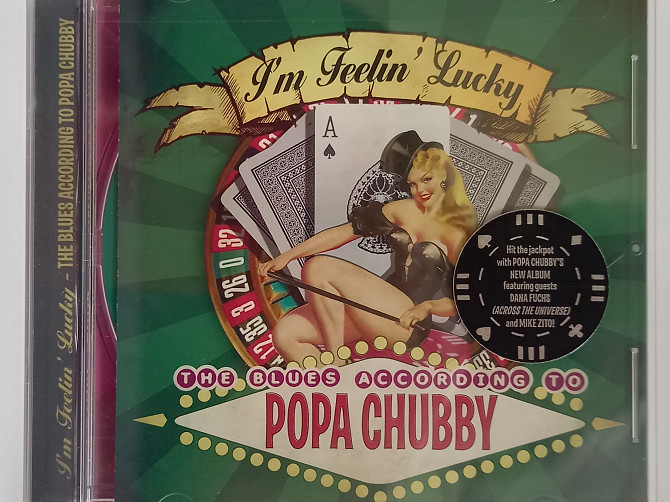 I'm Feelin' Lucky - THE BLUES ACCORDING TO POPA CHUBBY
I'm Feelin' Lucky
A
32
0
26
3
35
12
Hit the jackpot
with POPA CHUBBY'S
NEW ALBUM
featuring guests
DANA FUCHS
(ACROSS THE UNIVERSE)
and MIKE ZITO!
THE BLUES ACCORDING TO
POPA CHUBBY